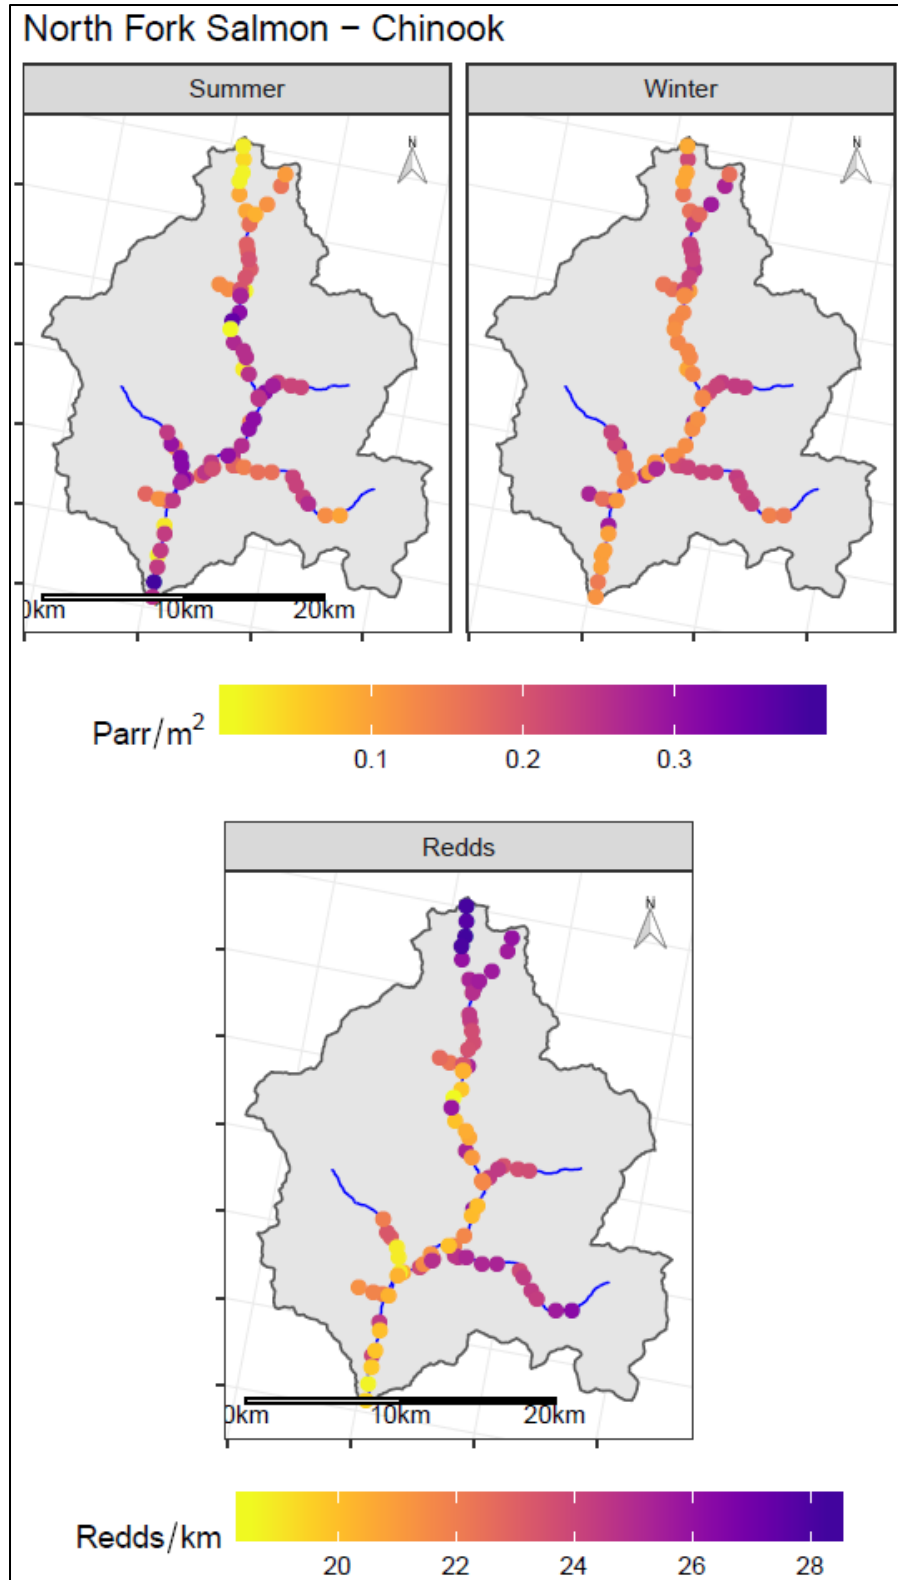 North Fork Salmon – Chinook
Summer
Winter
N
N
0km 10km 20km
Parr/m²
0.1 0.2 0.3
Redds
N
0km 10km 20km
Redds/km
20 22 24 26 28